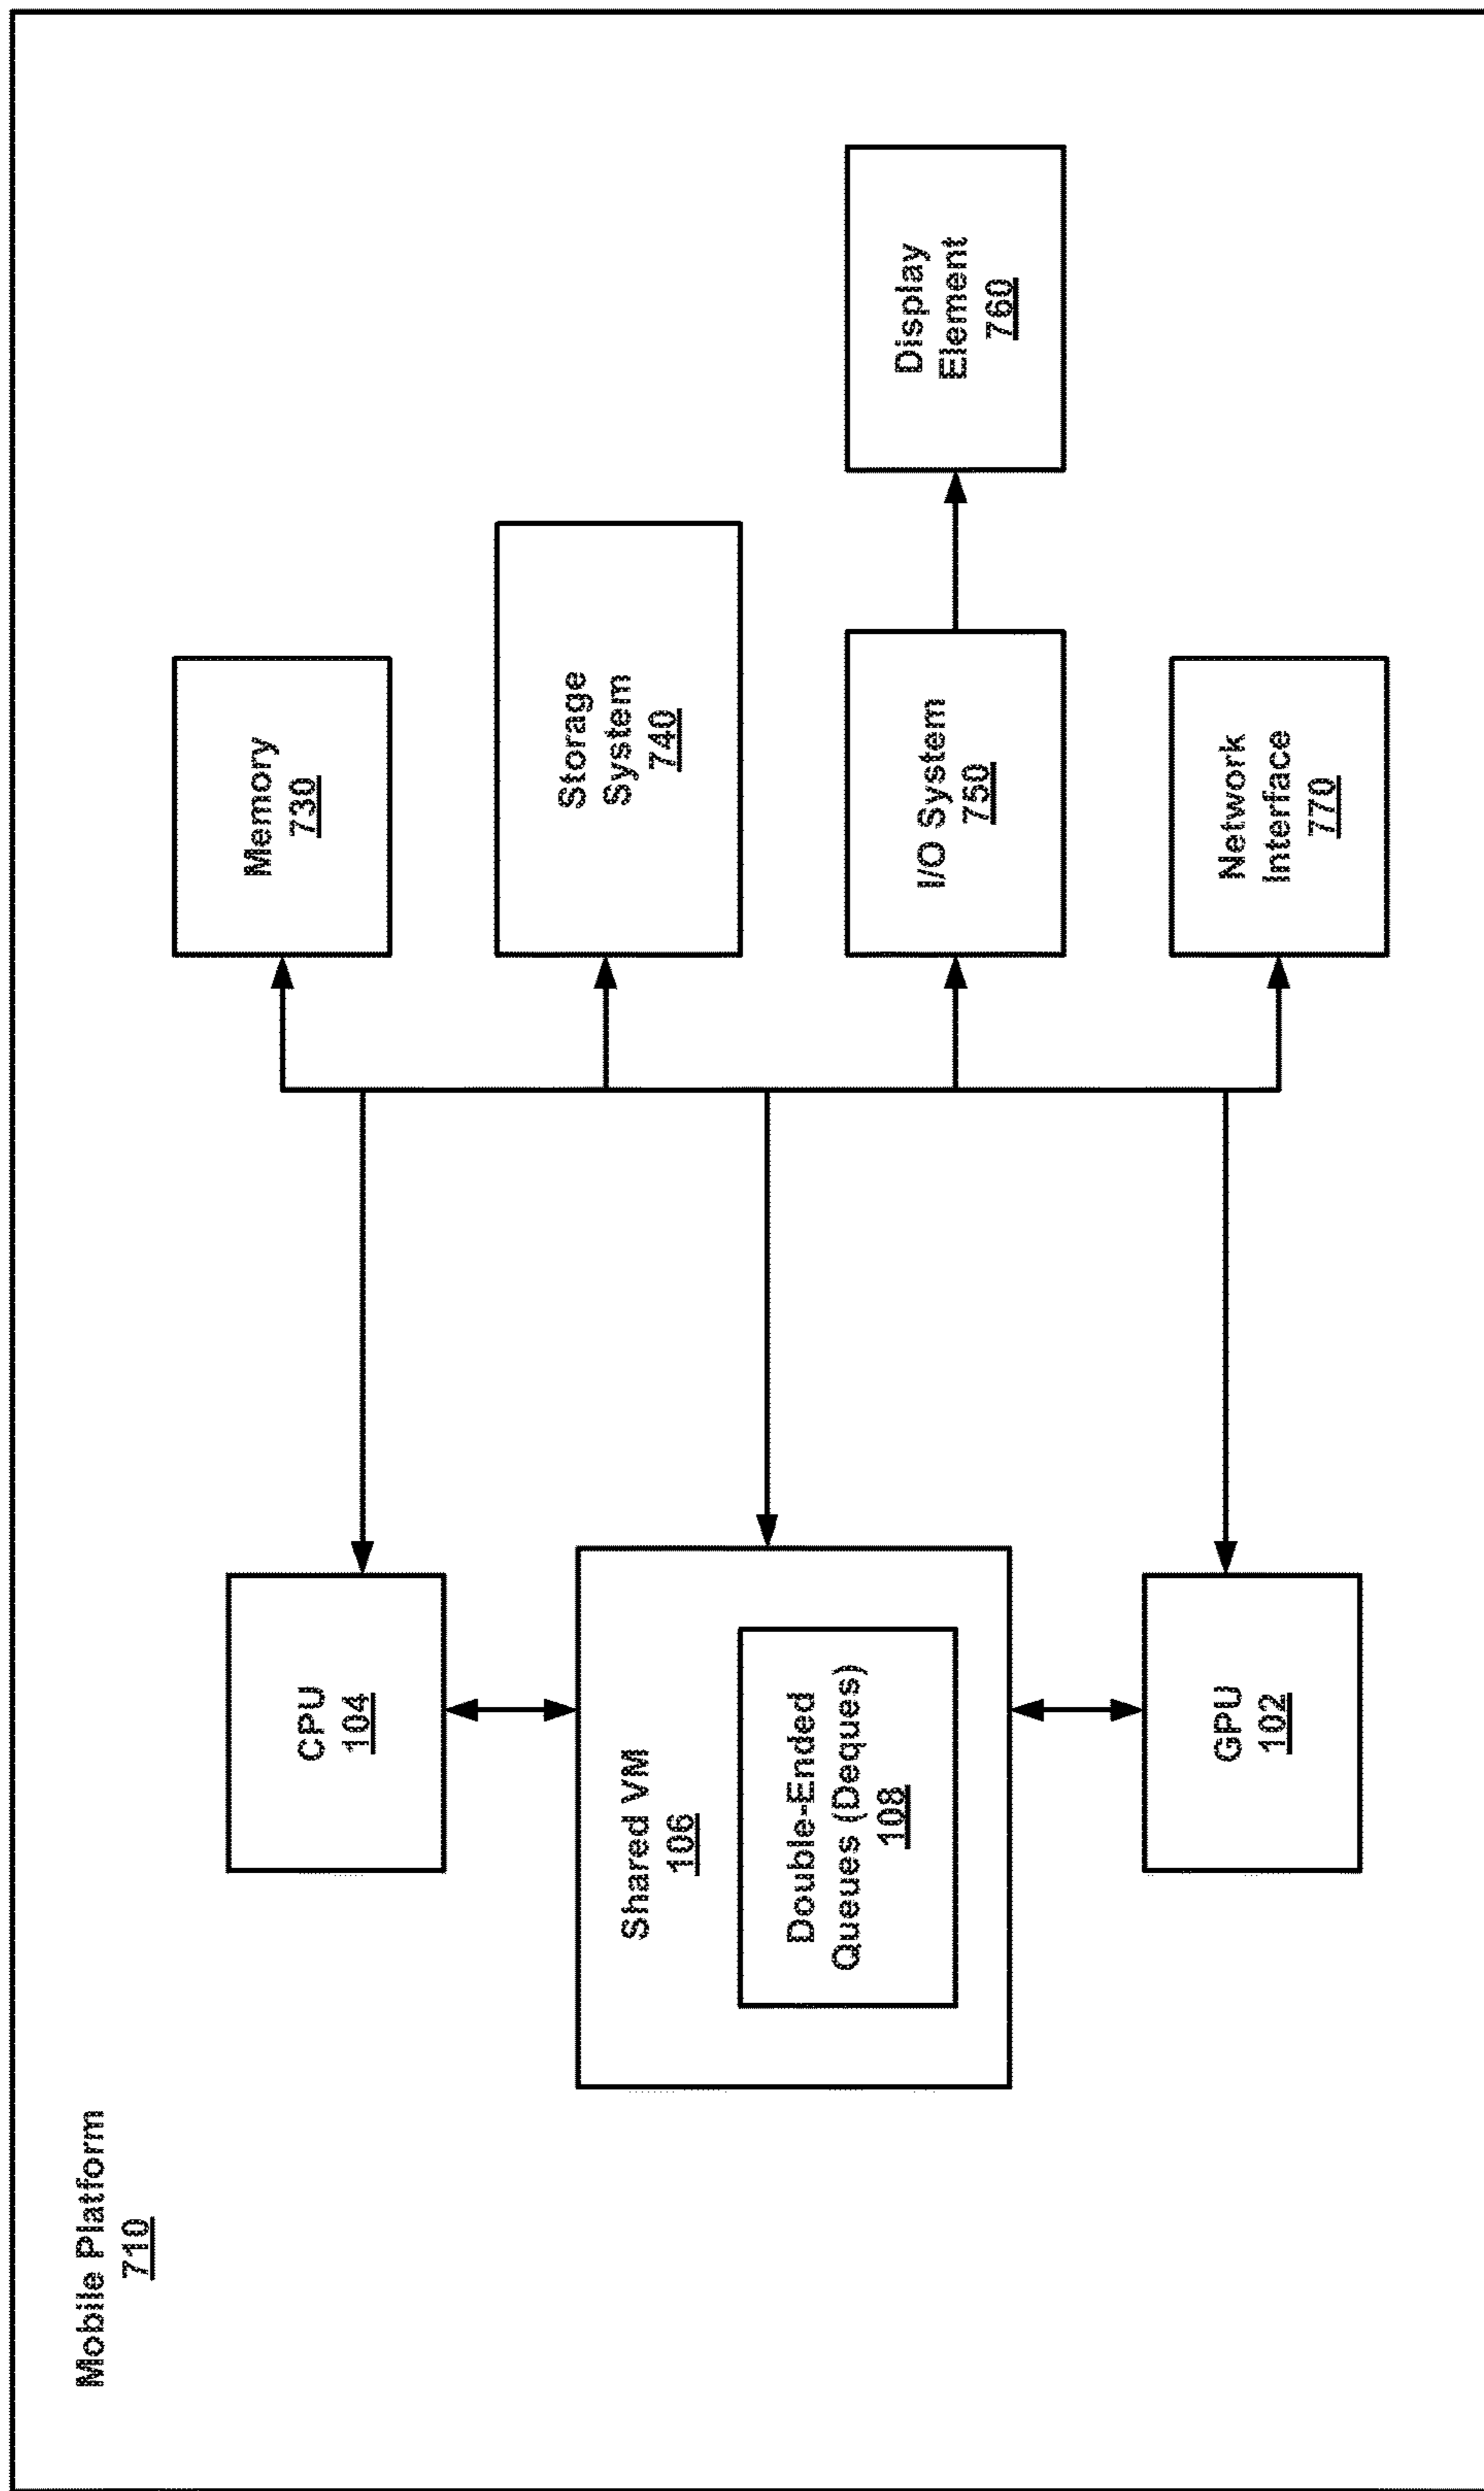 Mobile Platform
710
CPU
104
Shared VM
106
Double-Ended
Queues (Deques)
108
GPU
102
Memory
730
Storage
System
740
I/O System
750
Display
Element
760
Network
Interface
770